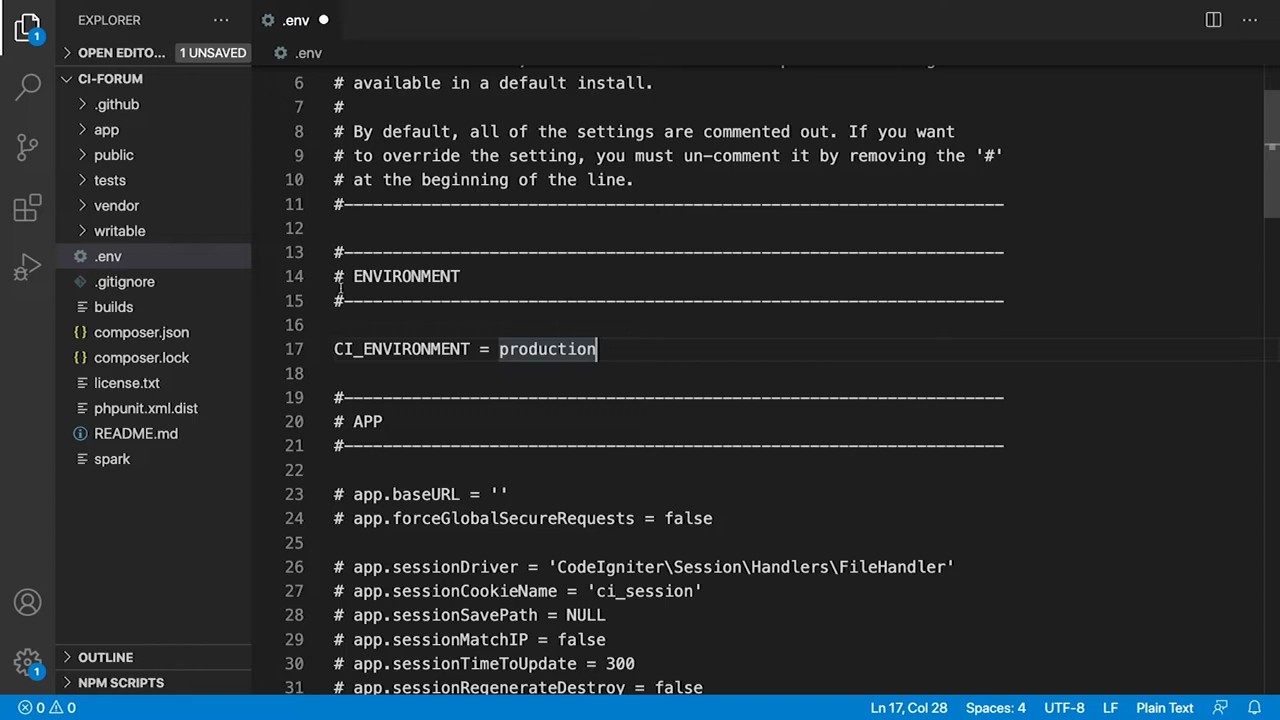 EXPLORER
···
.env
···
1
OPEN EDITO...
1 UNSAVED
.env
CI-FORUM
.github
app
public
tests
vendor
writable
.env
.gitignore
builds
{} composer.json
{} composer.lock
license.txt
phpunit.xml.dist
README.md
spark
6 # available in a default install.
7 #
8 # By default, all of the settings are commented out. If you want
9 # to override the setting, you must un-comment it by removing the '#'
10 # at the beginning of the line.
11 #--------------------------------------------------------------------
12
13 #--------------------------------------------------------------------
14 # ENVIRONMENT
15 #--------------------------------------------------------------------
16
17 CI_ENVIRONMENT = production
18
19 #--------------------------------------------------------------------
20 # APP
21 #--------------------------------------------------------------------
22
23 # app.baseURL = ''
24 # app.forceGlobalSecureRequests = false
25
26 # app.sessionDriver = 'CodeIgniter\Session\Handlers\FileHandler'
27 # app.sessionCookieName = 'ci_session'
28 # app.sessionSavePath = NULL
29 # app.sessionMatchIP = false
30 # app.sessionTimeToUpdate = 300
31 # app.sessionRegenerateDestroy = false
OUTLINE
1
NPM SCRIPTS
0 0
Ln 17, Col 28
Spaces: 4
UTF-8
LF
Plain Text